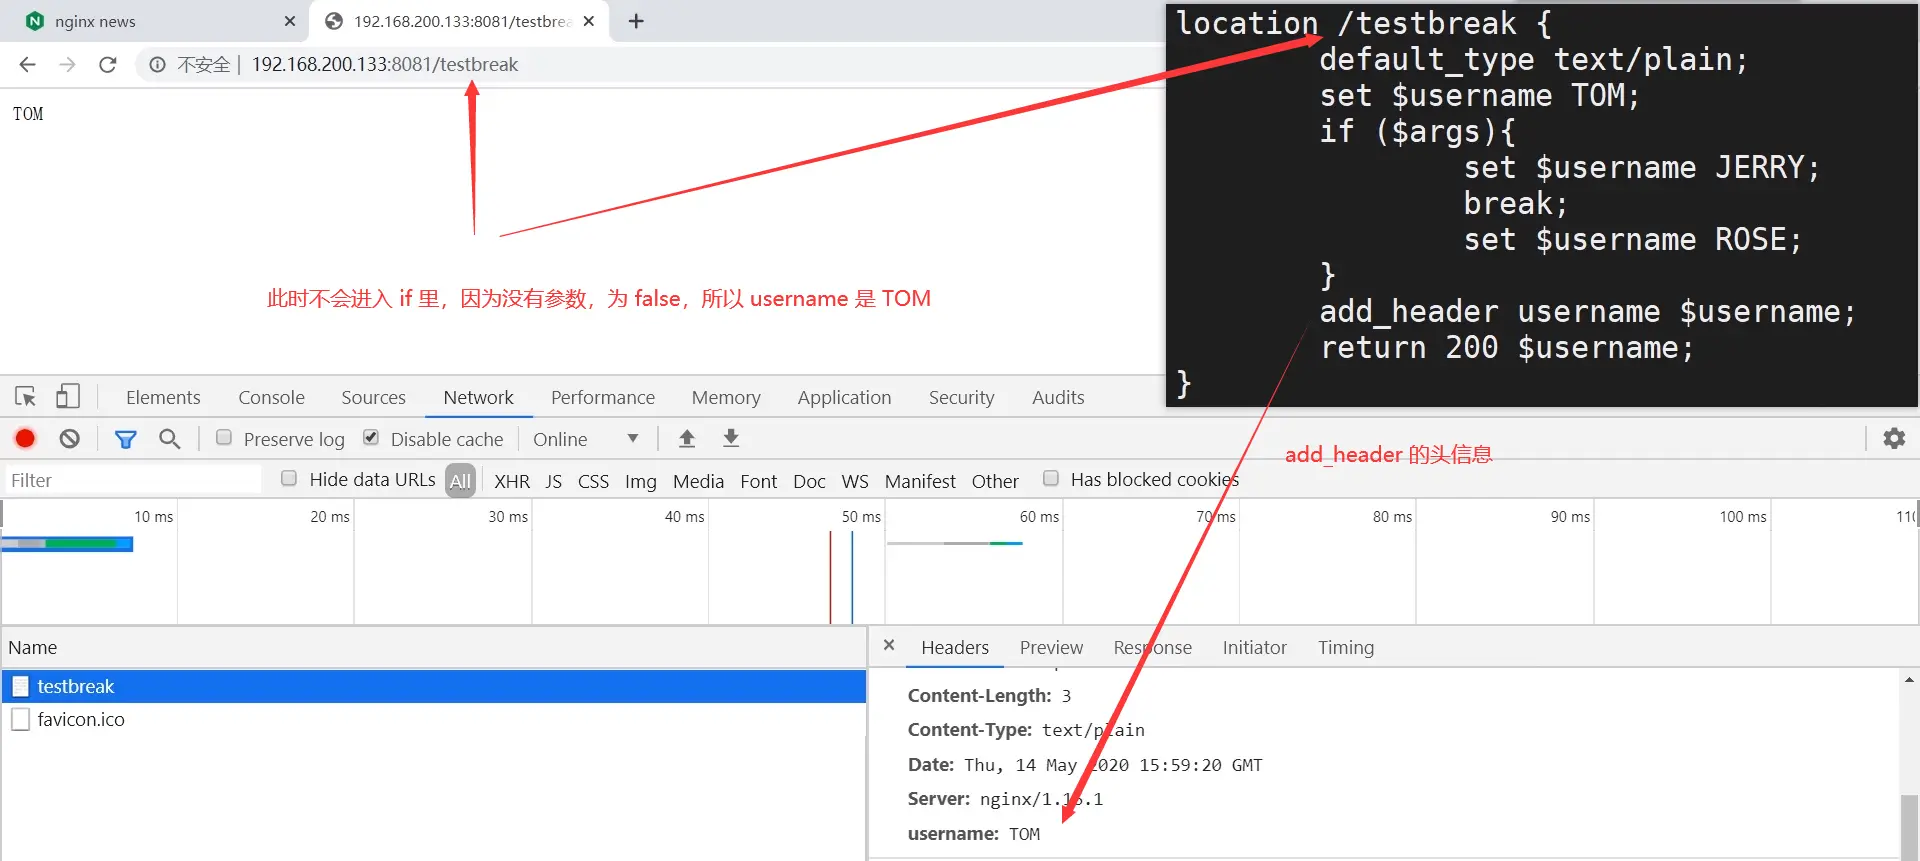 nginx news
192.168.200.133:8081/testbrea
不安全 | 192.168.200.133:8081/testbreak
TOM
location /testbreak {
default_type text/plain;
set $username TOM;
if ($args){
set $username JERRY;
break;
set $username ROSE;
}
add_header username $username;
return 200 $username;
}
此时不会进入 if 里，因为没有参数，为 false，所以 username 是 TOM
add_header 的头信息
Elements Console Sources Network Performance Memory Application Security Audits
Preserve log Disable cache Online
Filter Hide data URLs All XHR JS CSS Img Media Font Doc WS Manifest Other Has blocked cookies
10 ms 20 ms 30 ms 40 ms 50 ms 60 ms 70 ms 80 ms 90 ms 100 ms
Name
testbreak
favicon.ico
Headers Preview Response Initiator Timing
Content-Length: 3
Content-Type: text/plain
Date: Thu, 14 May 2020 15:59:20 GMT
Server:
username: TOM